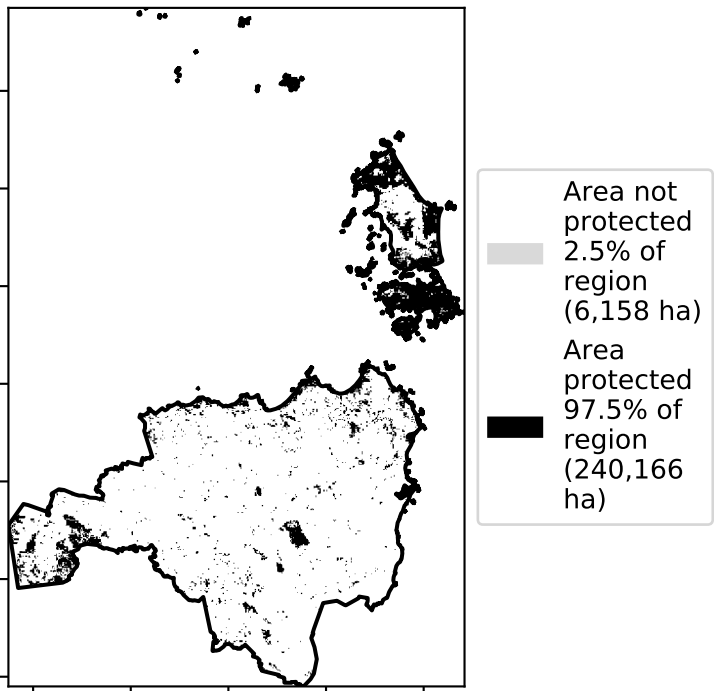 Area not
protected
2.5% of
region
(6,158 ha)
Area
protected
97.5% of
region
(240,166
ha)